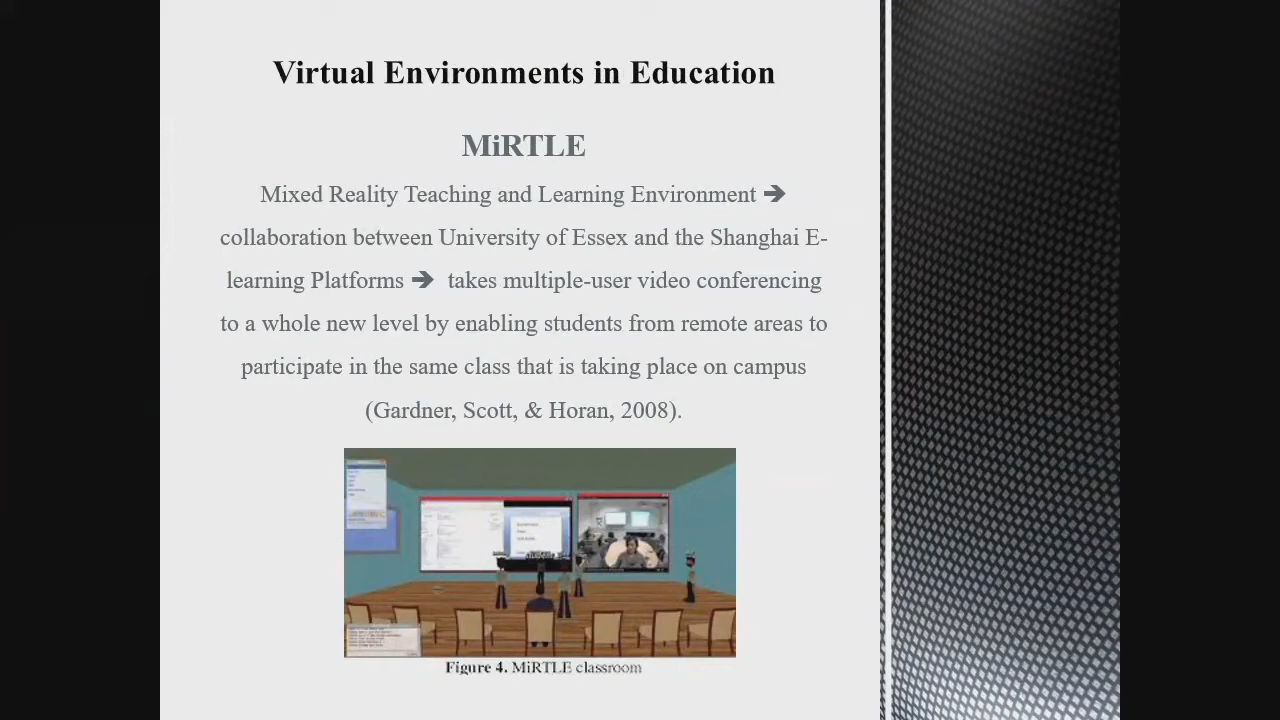 Virtual Environments in Education
MiRTLE
Mixed Reality Teaching and Learning Environment ➔
collaboration between University of Essex and the Shanghai E-
learning Platforms ➔ takes multiple-user video conferencing
to a whole new level by enabling students from remote areas to
participate in the same class that is taking place on campus
(Gardner, Scott, & Horan, 2008).
Figure 4. MiRTLE classroom